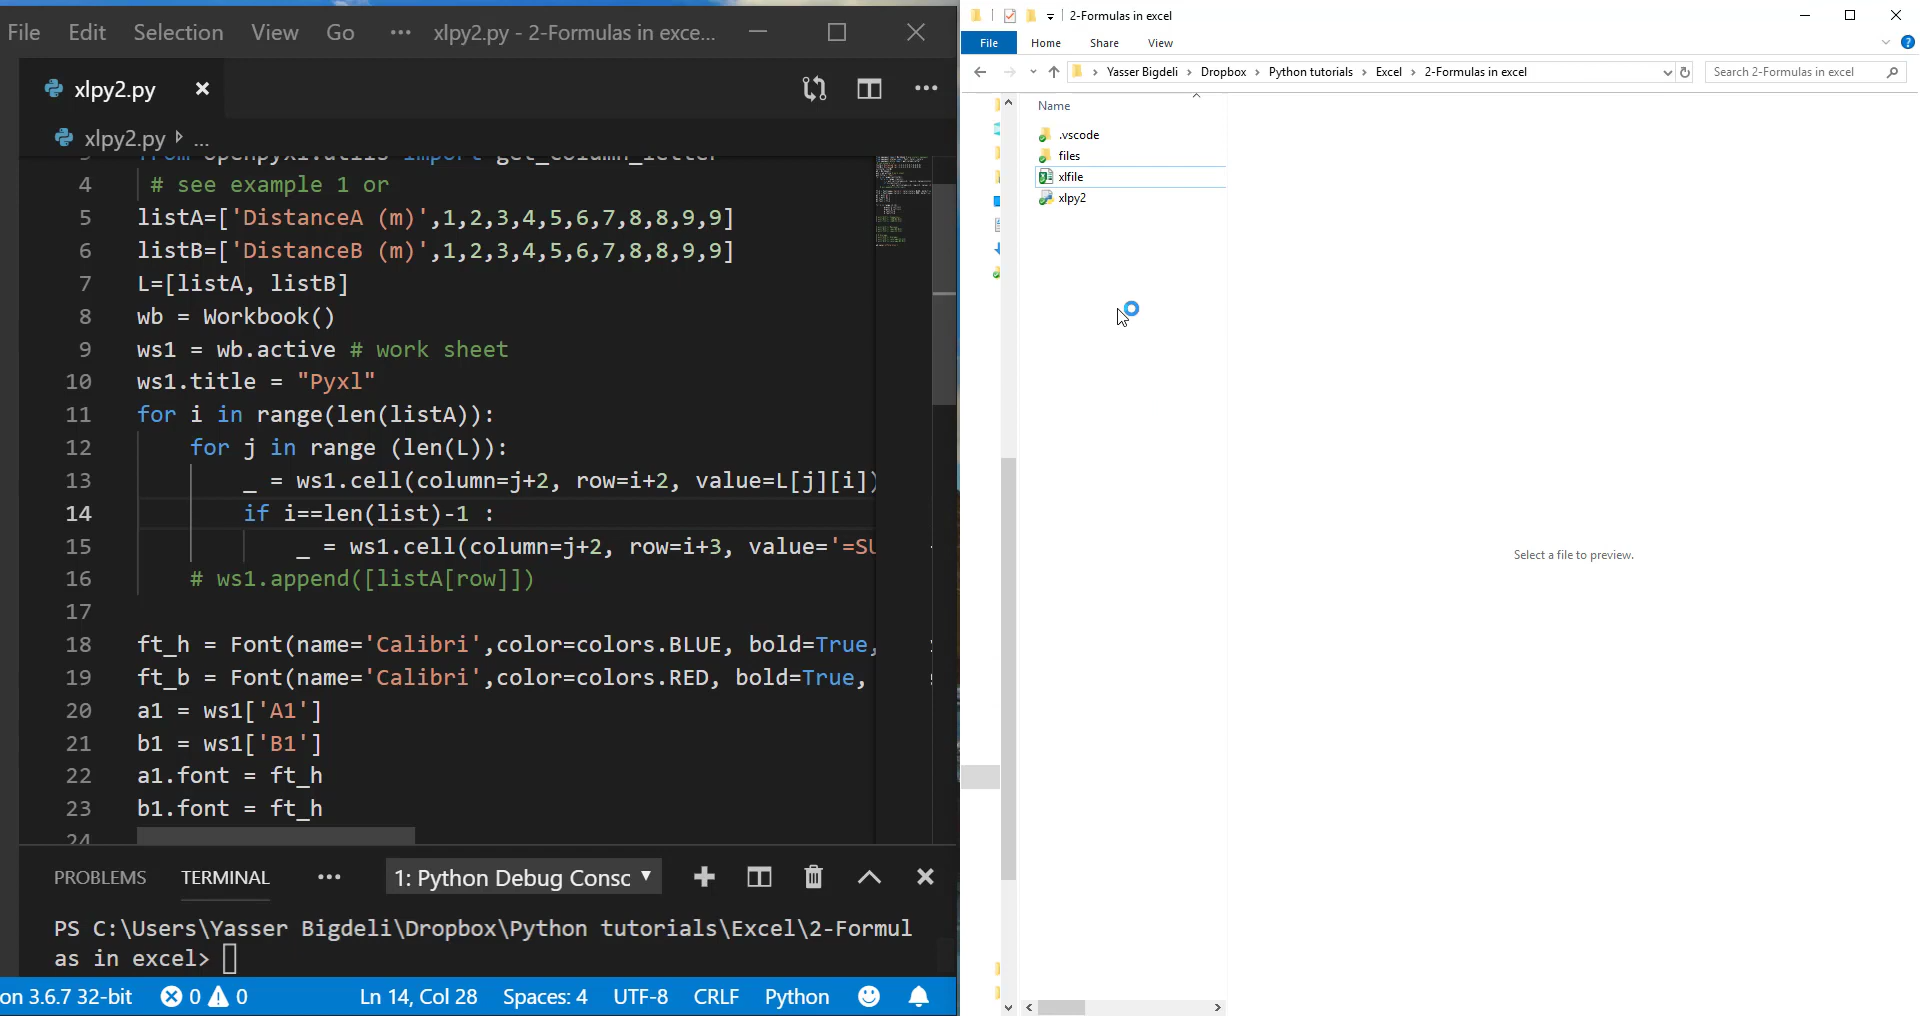 File Edit Selection View Go ··· xlpy2.py - 2-Formulas in exce...
xlpy2.py
xlpy2.py ...
from openpyxl.utils import get_column_letter
4 # see example 1 or
5 listA=['DistanceA (m)',1,2,3,4,5,6,7,8,8,9,9]
6 listB=['DistanceB (m)',1,2,3,4,5,6,7,8,8,9,9]
7 L=[listA, listB]
8 wb = Workbook()
9 ws1 = wb.active # work sheet
10 ws1.title = "Pyxl"
11 for i in range(len(listA)):
12 for j in range (len(L)):
13 _ = ws1.cell(column=j+2, row=i+2, value=L[j][i])
14 if i==len(list)-1 :
15 _ = ws1.cell(column=j+2, row=i+3, value='=SU
16 # ws1.append([listA[row]])
17
18 ft_h = Font(name='Calibri',color=colors.BLUE, bold=True,
19 ft_b = Font(name='Calibri',color=colors.RED, bold=True,
20 a1 = ws1['A1']
21 b1 = ws1['B1']
22 a1.font = ft_h
23 b1.font = ft_h
24
PROBLEMS TERMINAL ··· 1: Python Debug Consc
PS C:\Users\Yasser Bigdeli\Dropbox\Python tutorials\Excel\2-Formul
as in excel>
on 3.6.7 32-bit 0 0 Ln 14, Col 28 Spaces: 4 UTF-8 CRLF Python
2-Formulas in excel
File Home Share View
Yasser Bigdeli Dropbox Python tutorials Excel 2-Formulas in excel Search 2-Formulas in excel
Name
.vscode
files
xlfile
xlpy2
Select a file to preview.